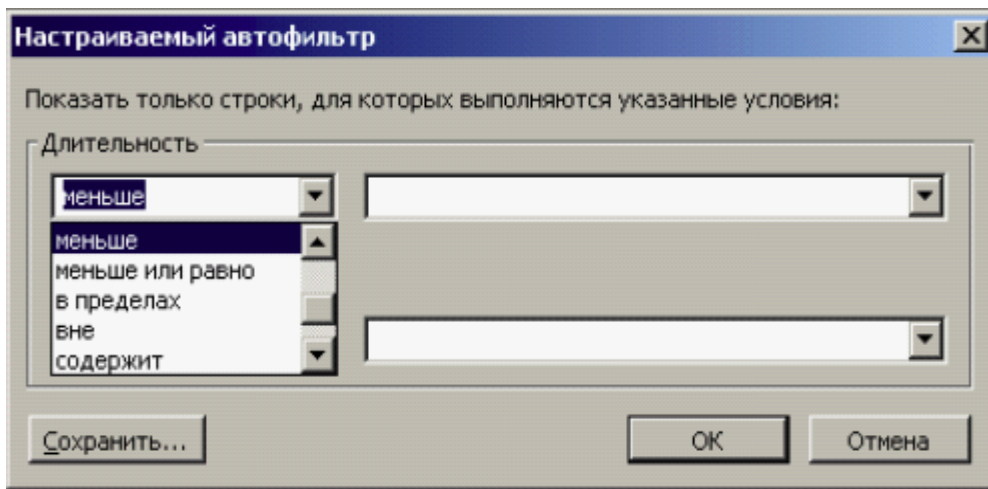 Настраиваемый автофильтр
Показать только строки, для которых выполняются указанные условия:
Длительность
меньше
меньше
меньше или равно
в пределах
вне
содержит
Сохранить...
ОК
Отмена